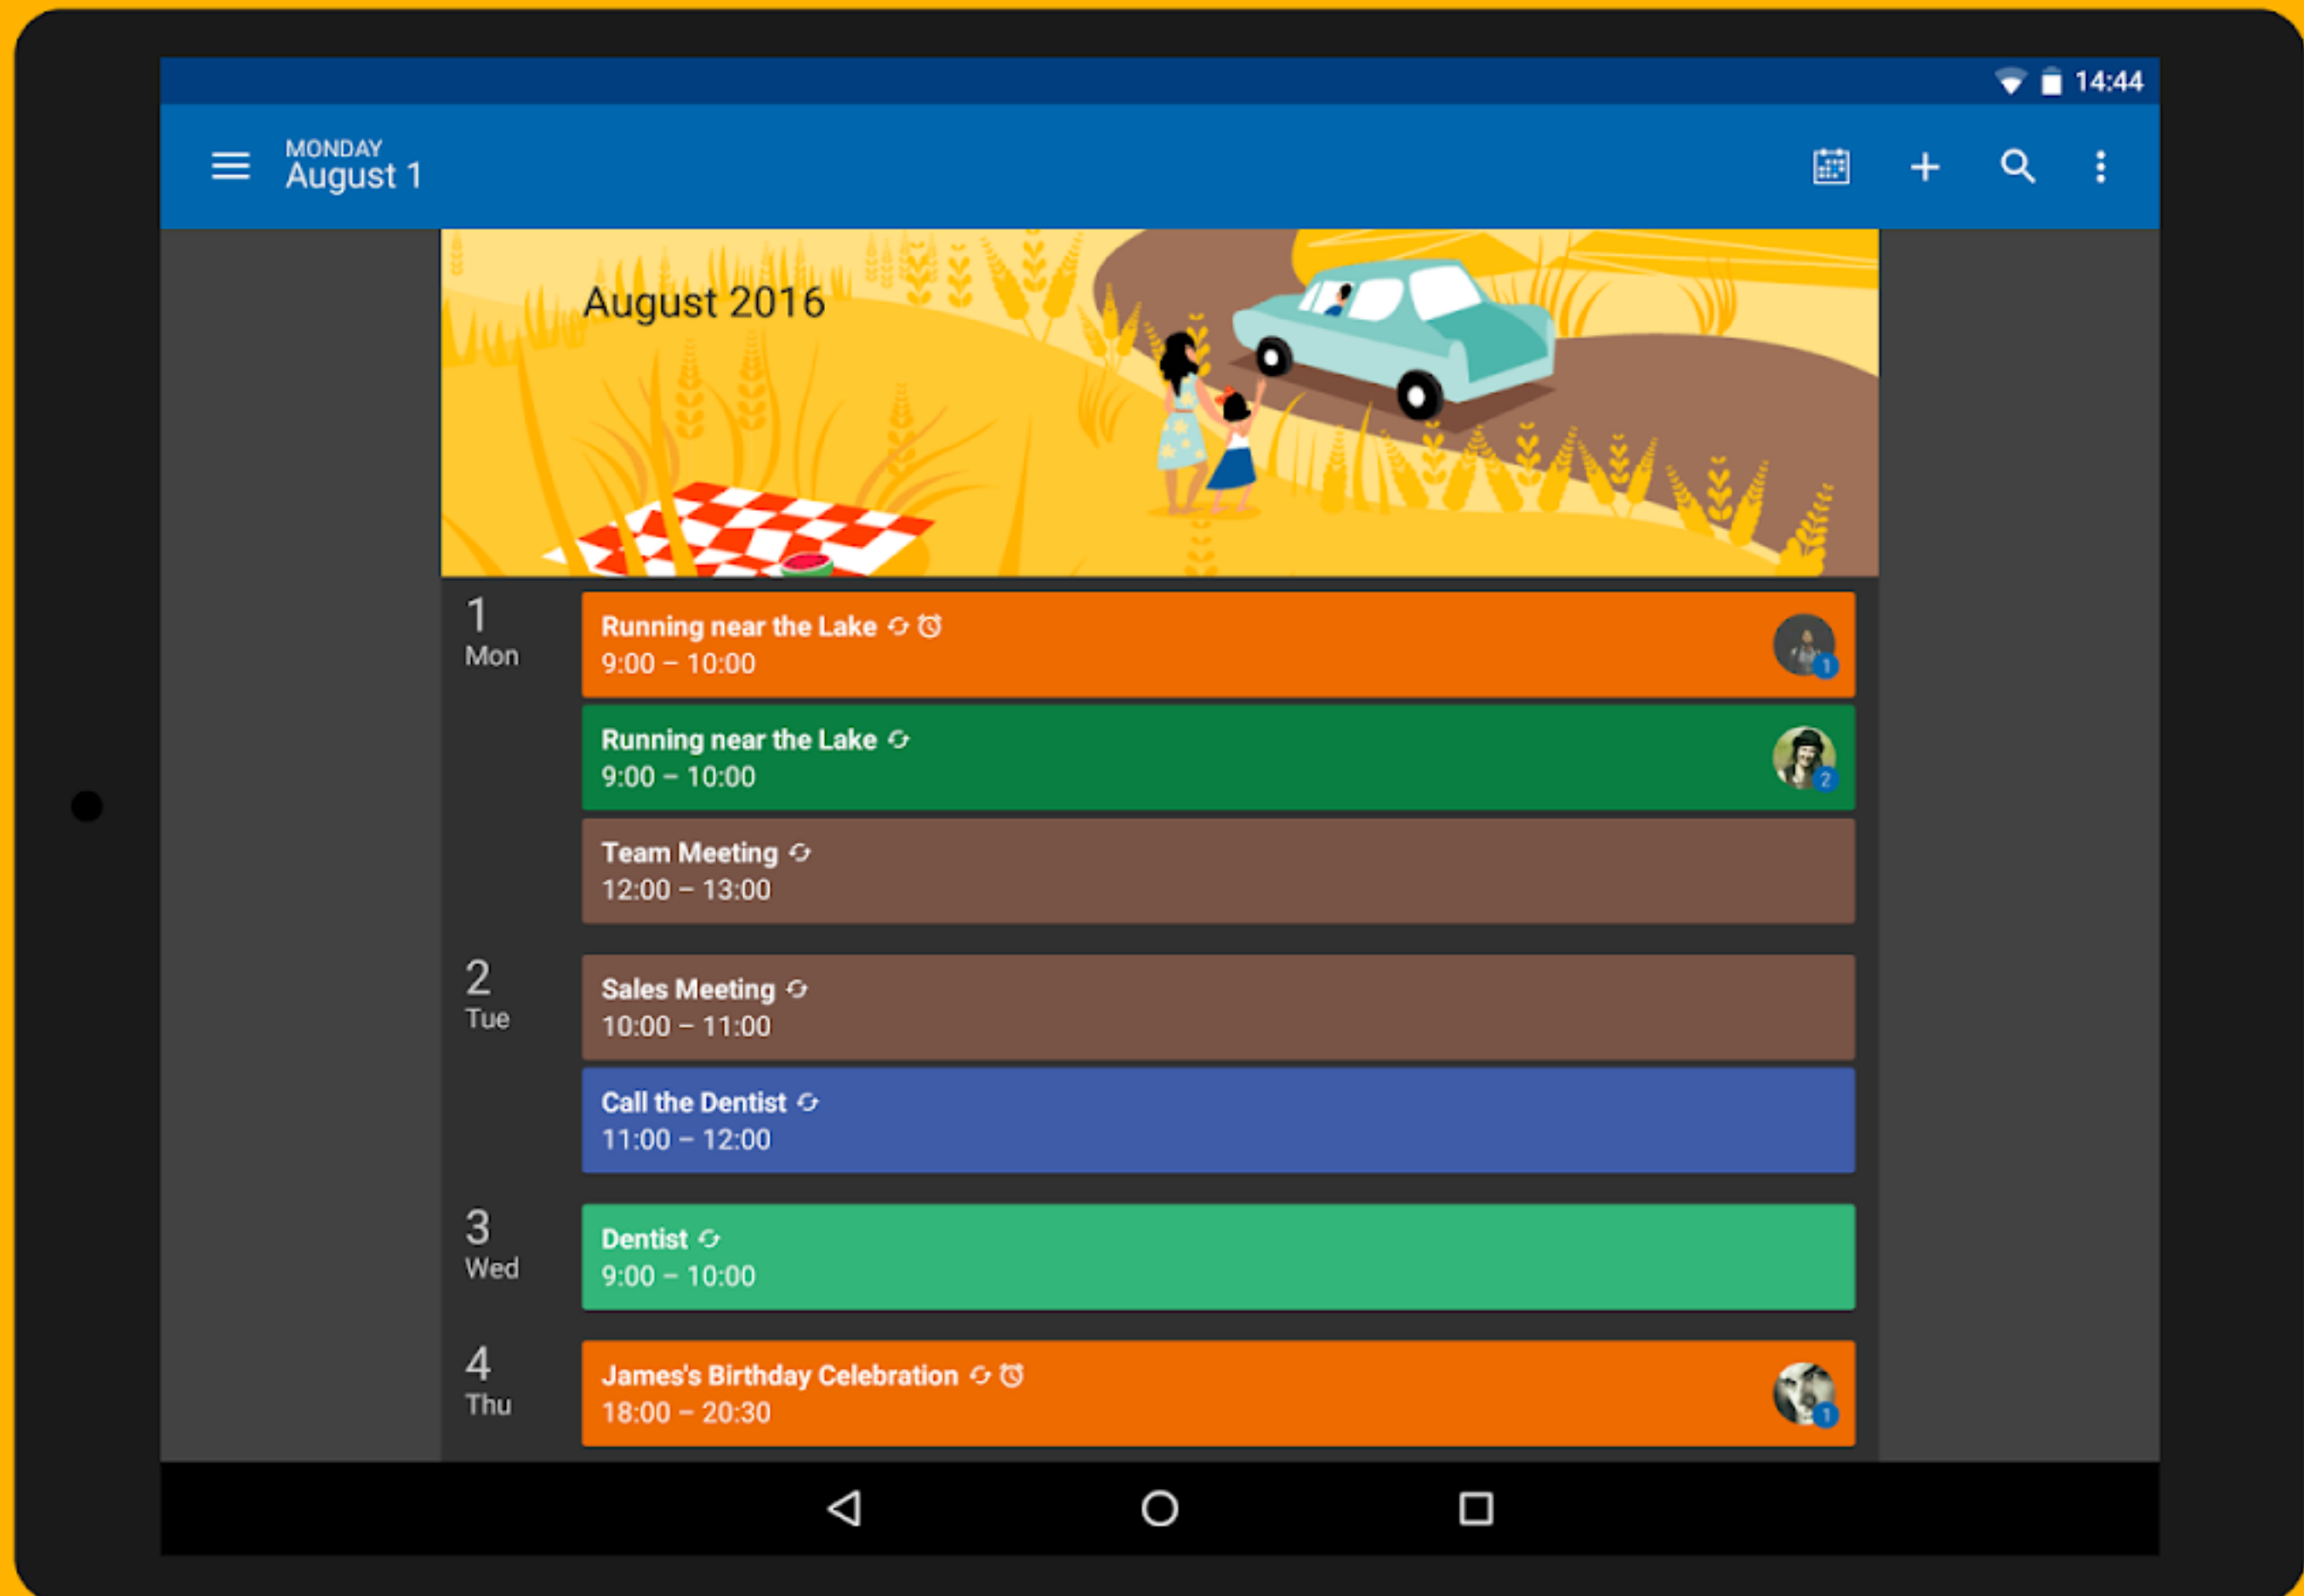 14:44
MONDAY
August 1
August 2016
1
Mon
Running near the Lake
9:00 – 10:00
1
Running near the Lake
9:00 – 10:00
2
Team Meeting
12:00 – 13:00
2
Tue
Sales Meeting
10:00 – 11:00
Call the Dentist
11:00 – 12:00
3
Wed
Dentist
9:00 – 10:00
4
Thu
James's Birthday Celebration
18:00 – 20:30
1